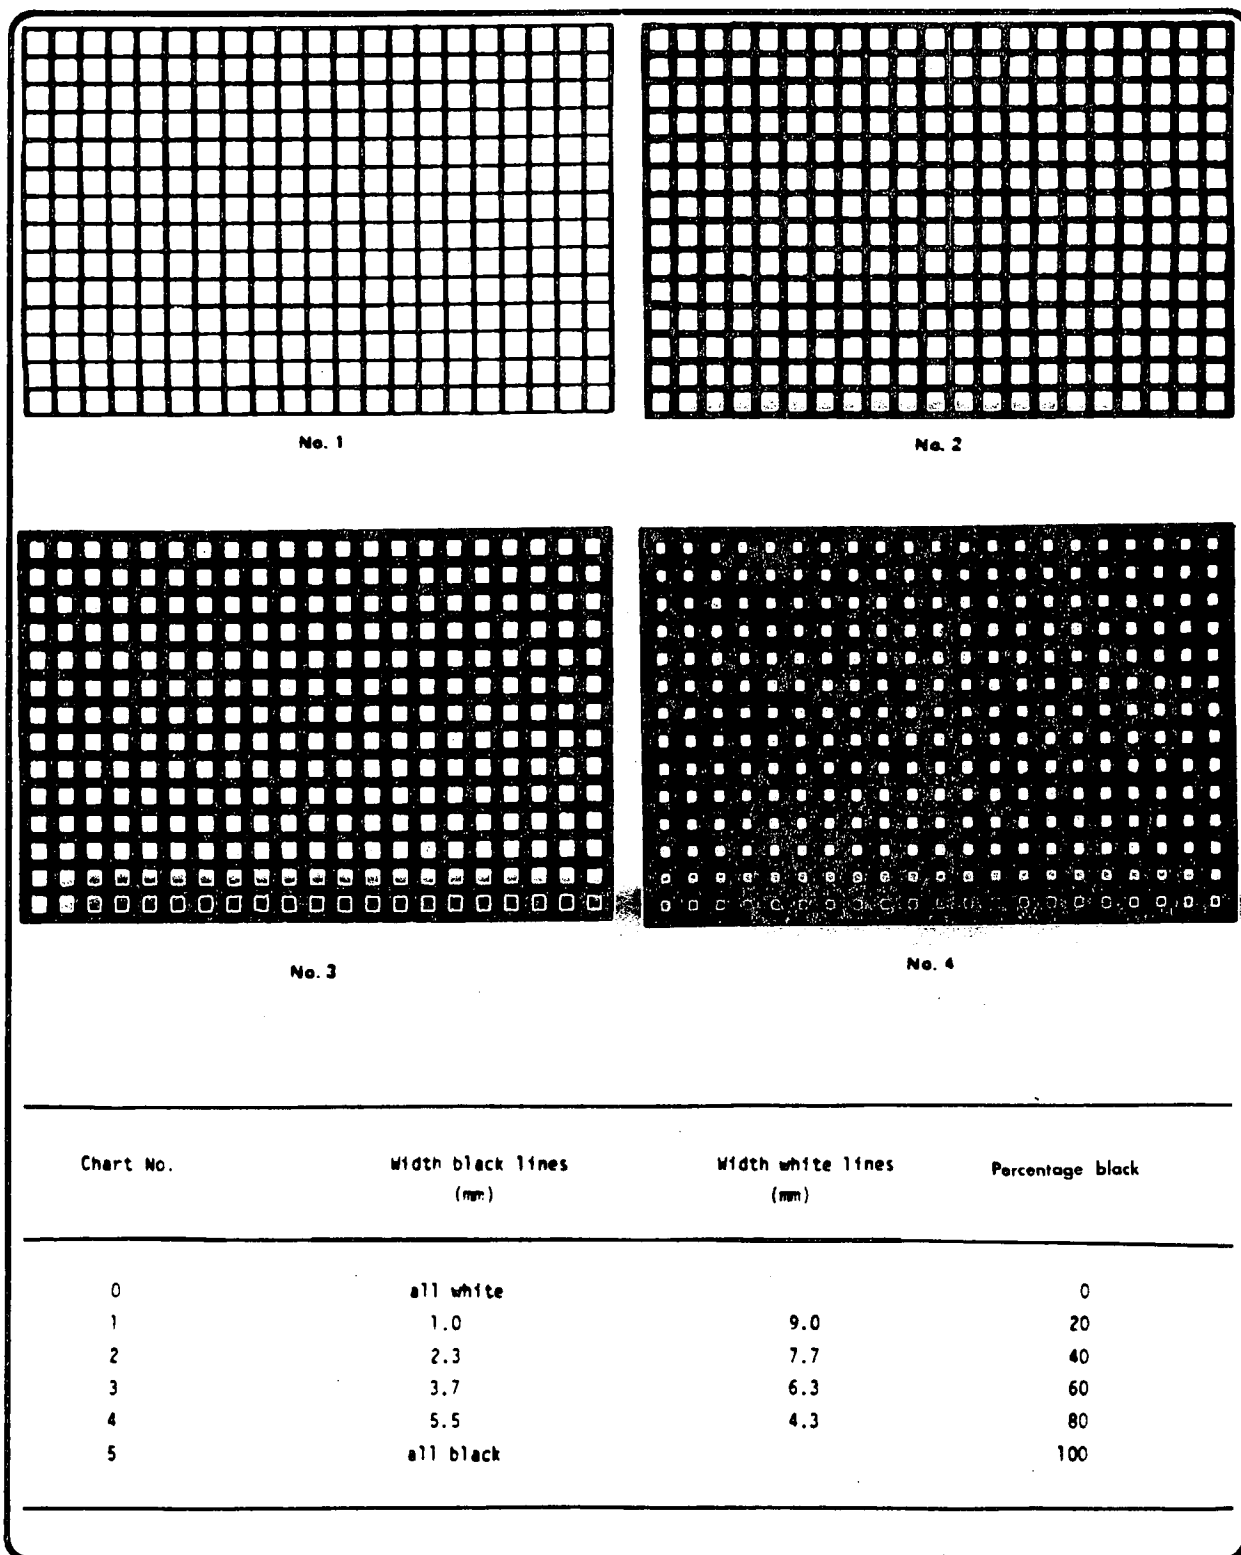 No. 1
No. 2
No. 3
No. 4
Chart No. Width black lines (mm) Width white lines (mm) Percentage black
0 all white 0
1 1.0 9.0 20
2 2.3 7.7 40
3 3.7 6.3 60
4 5.5 4.3 80
5 all black 100